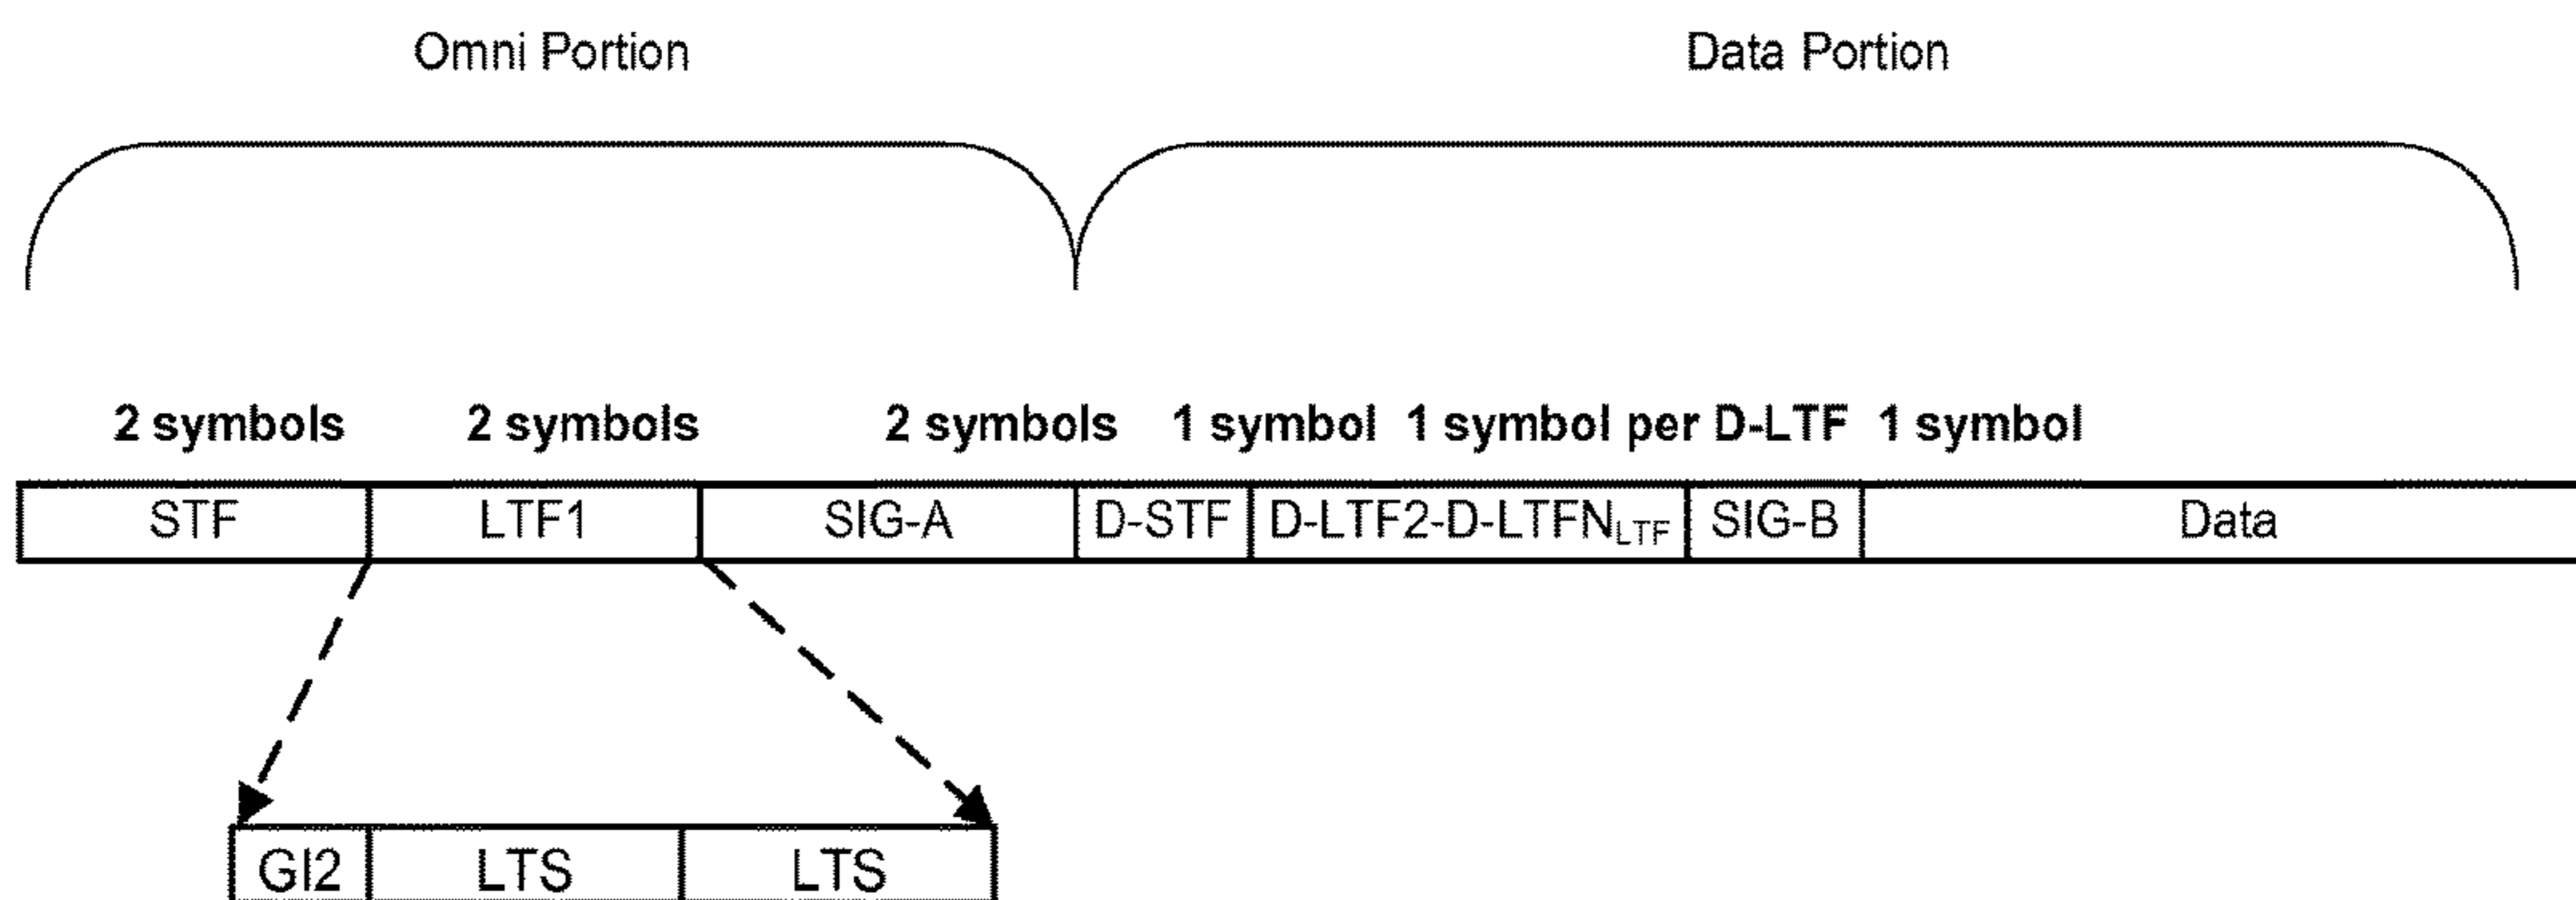 Omni Portion Data Portion
2 symbols 2 symbols 2 symbols 1 symbol 1 symbol per D-LTF 1 symbol
STF LTF1 SIG-A D-STF D-LTF2-D-LTFN_LTF SIG-B Data
GI2 LTS LTS